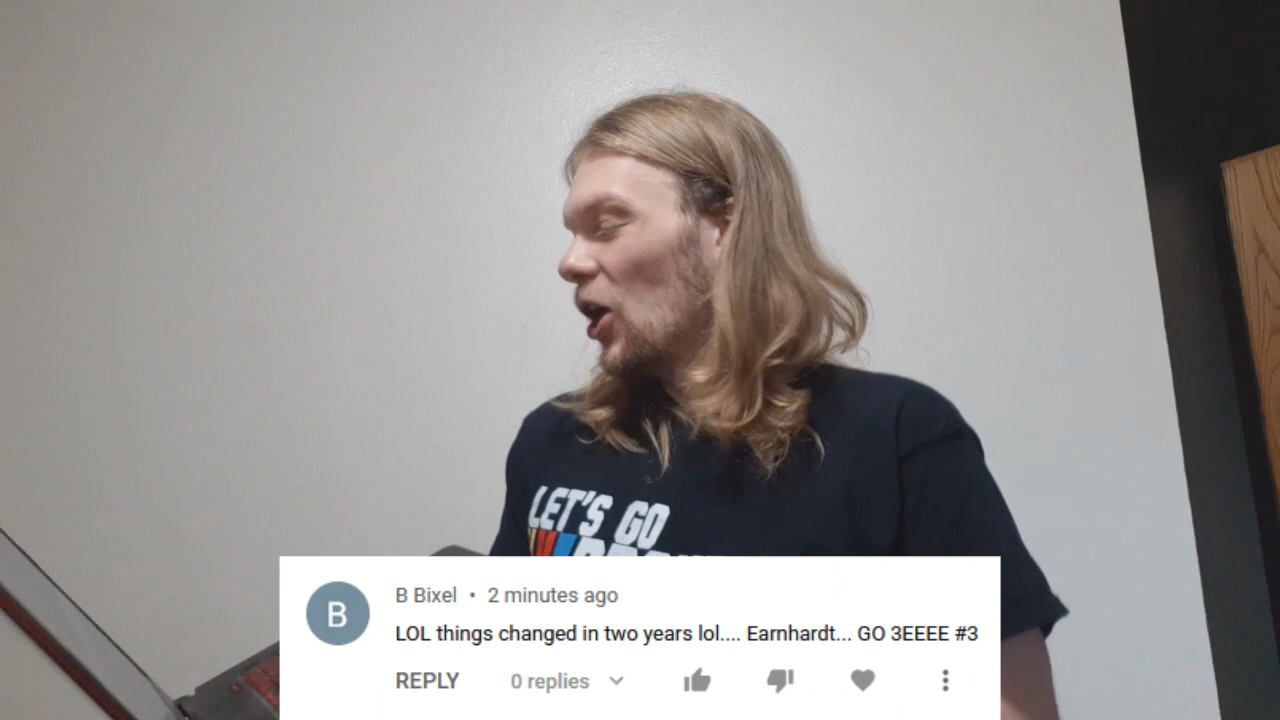 LET'S GO
B
B Bixel • 2 minutes ago
LOL things changed in two years lol.... Earnhardt... GO 3EEEE #3
REPLY 0 replies